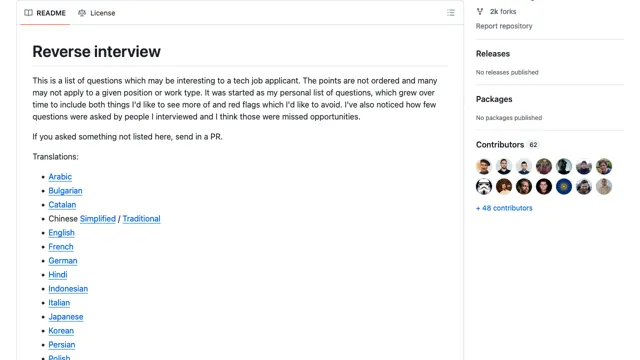 README
License
2k forks
Report repository
Reverse interview
This is a list of questions which may be interesting to a tech job applicant. The points are not ordered and many
may not apply to a given position or work type. It was started as my personal list of questions, which grew over
time to include both things I'd like to see more of and red flags which I'd like to avoid. I've also noticed how few
questions were asked by people I interviewed and I think those were missed opportunities.
If you asked something not listed here, send in a PR.
Translations:
• Arabic
• Bulgarian
• Catalan
• Chinese Simplified / Traditional
• English
• French
• German
• Hindi
• Indonesian
• Italian
• Japanese
• Korean
• Persian
• Polish
Releases
No releases published
Packages
No packages published
Contributors 62
+ 48 contributors